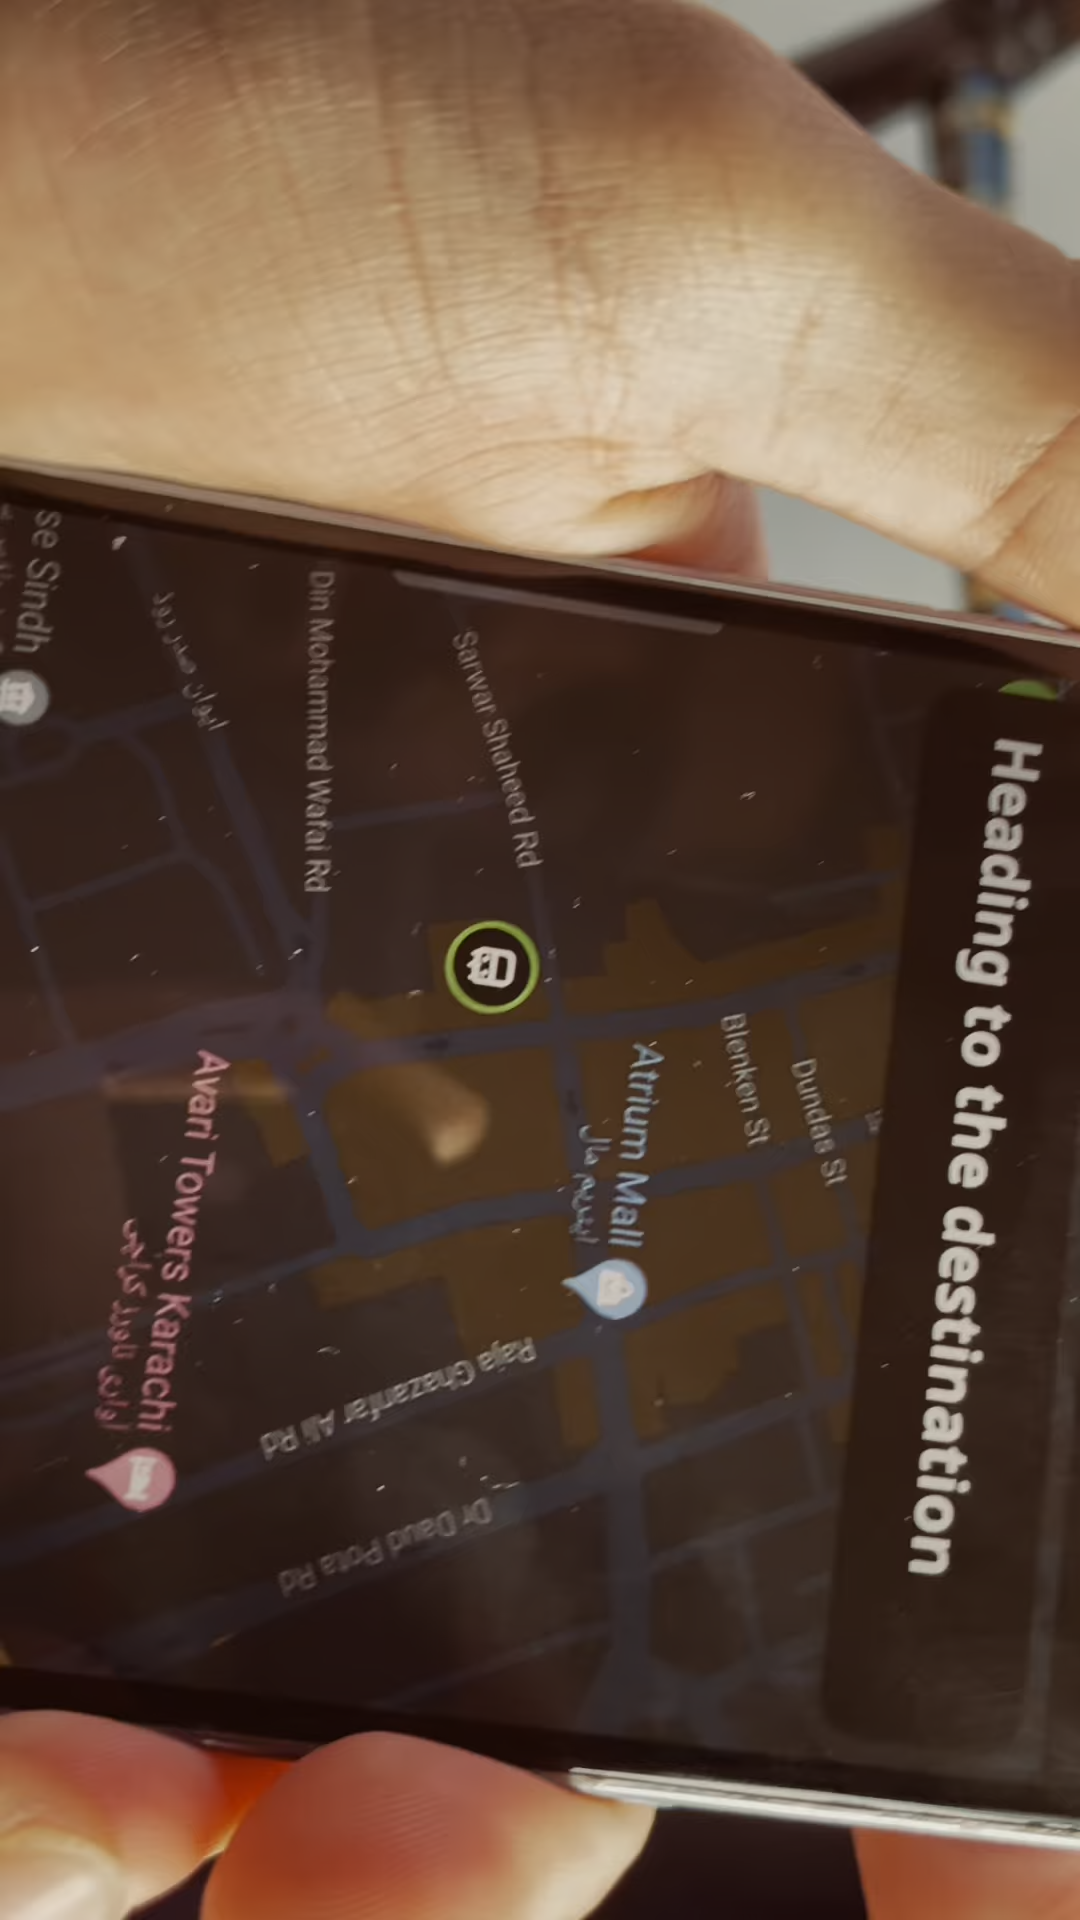 Heading to the destination
Dundas St
Blenken St
Atrium Mall
ایٹریم مال
Sarwar Shaheed Rd
Din Mohammad Wafai Rd
ایوان صدر روڈ
Raja Ghazanfar Ali Rd
Dr Daud Pota Rd
Avari Towers Karachi
اواری ٹاورز کراچی
se Sindh